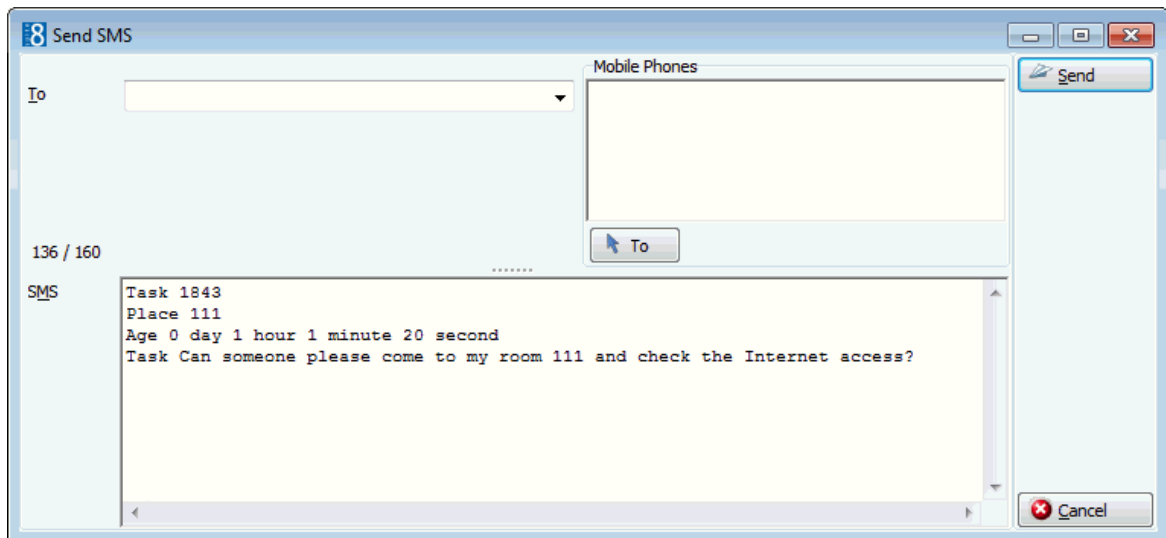 8 Send SMS
To
Mobile Phones
Send
To
136 / 160
SMS
Task 1843
Place 111
Age 0 day 1 hour 1 minute 20 second
Task Can someone please come to my room 111 and check the Internet access?
Cancel